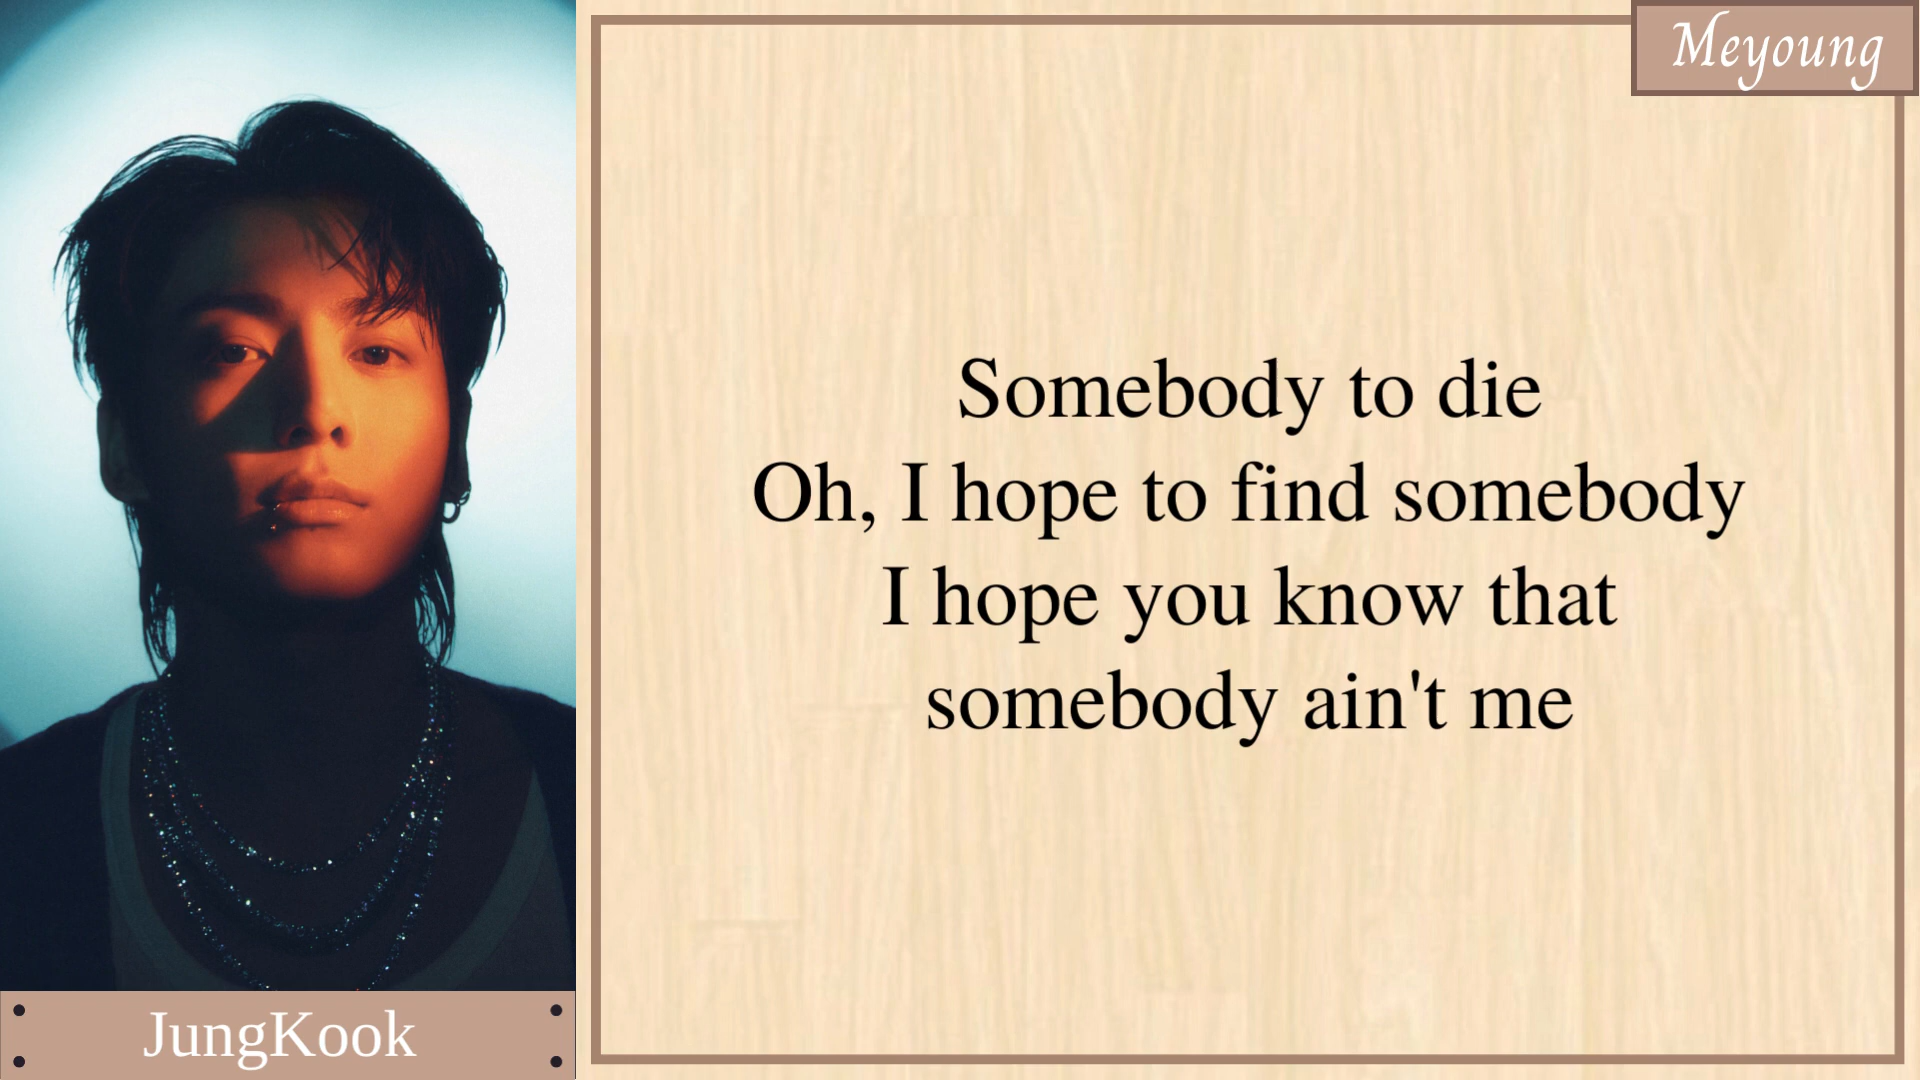 Meyoung
Somebody to die
Oh, I hope to find somebody
I hope you know that
somebody ain't me
JungKook